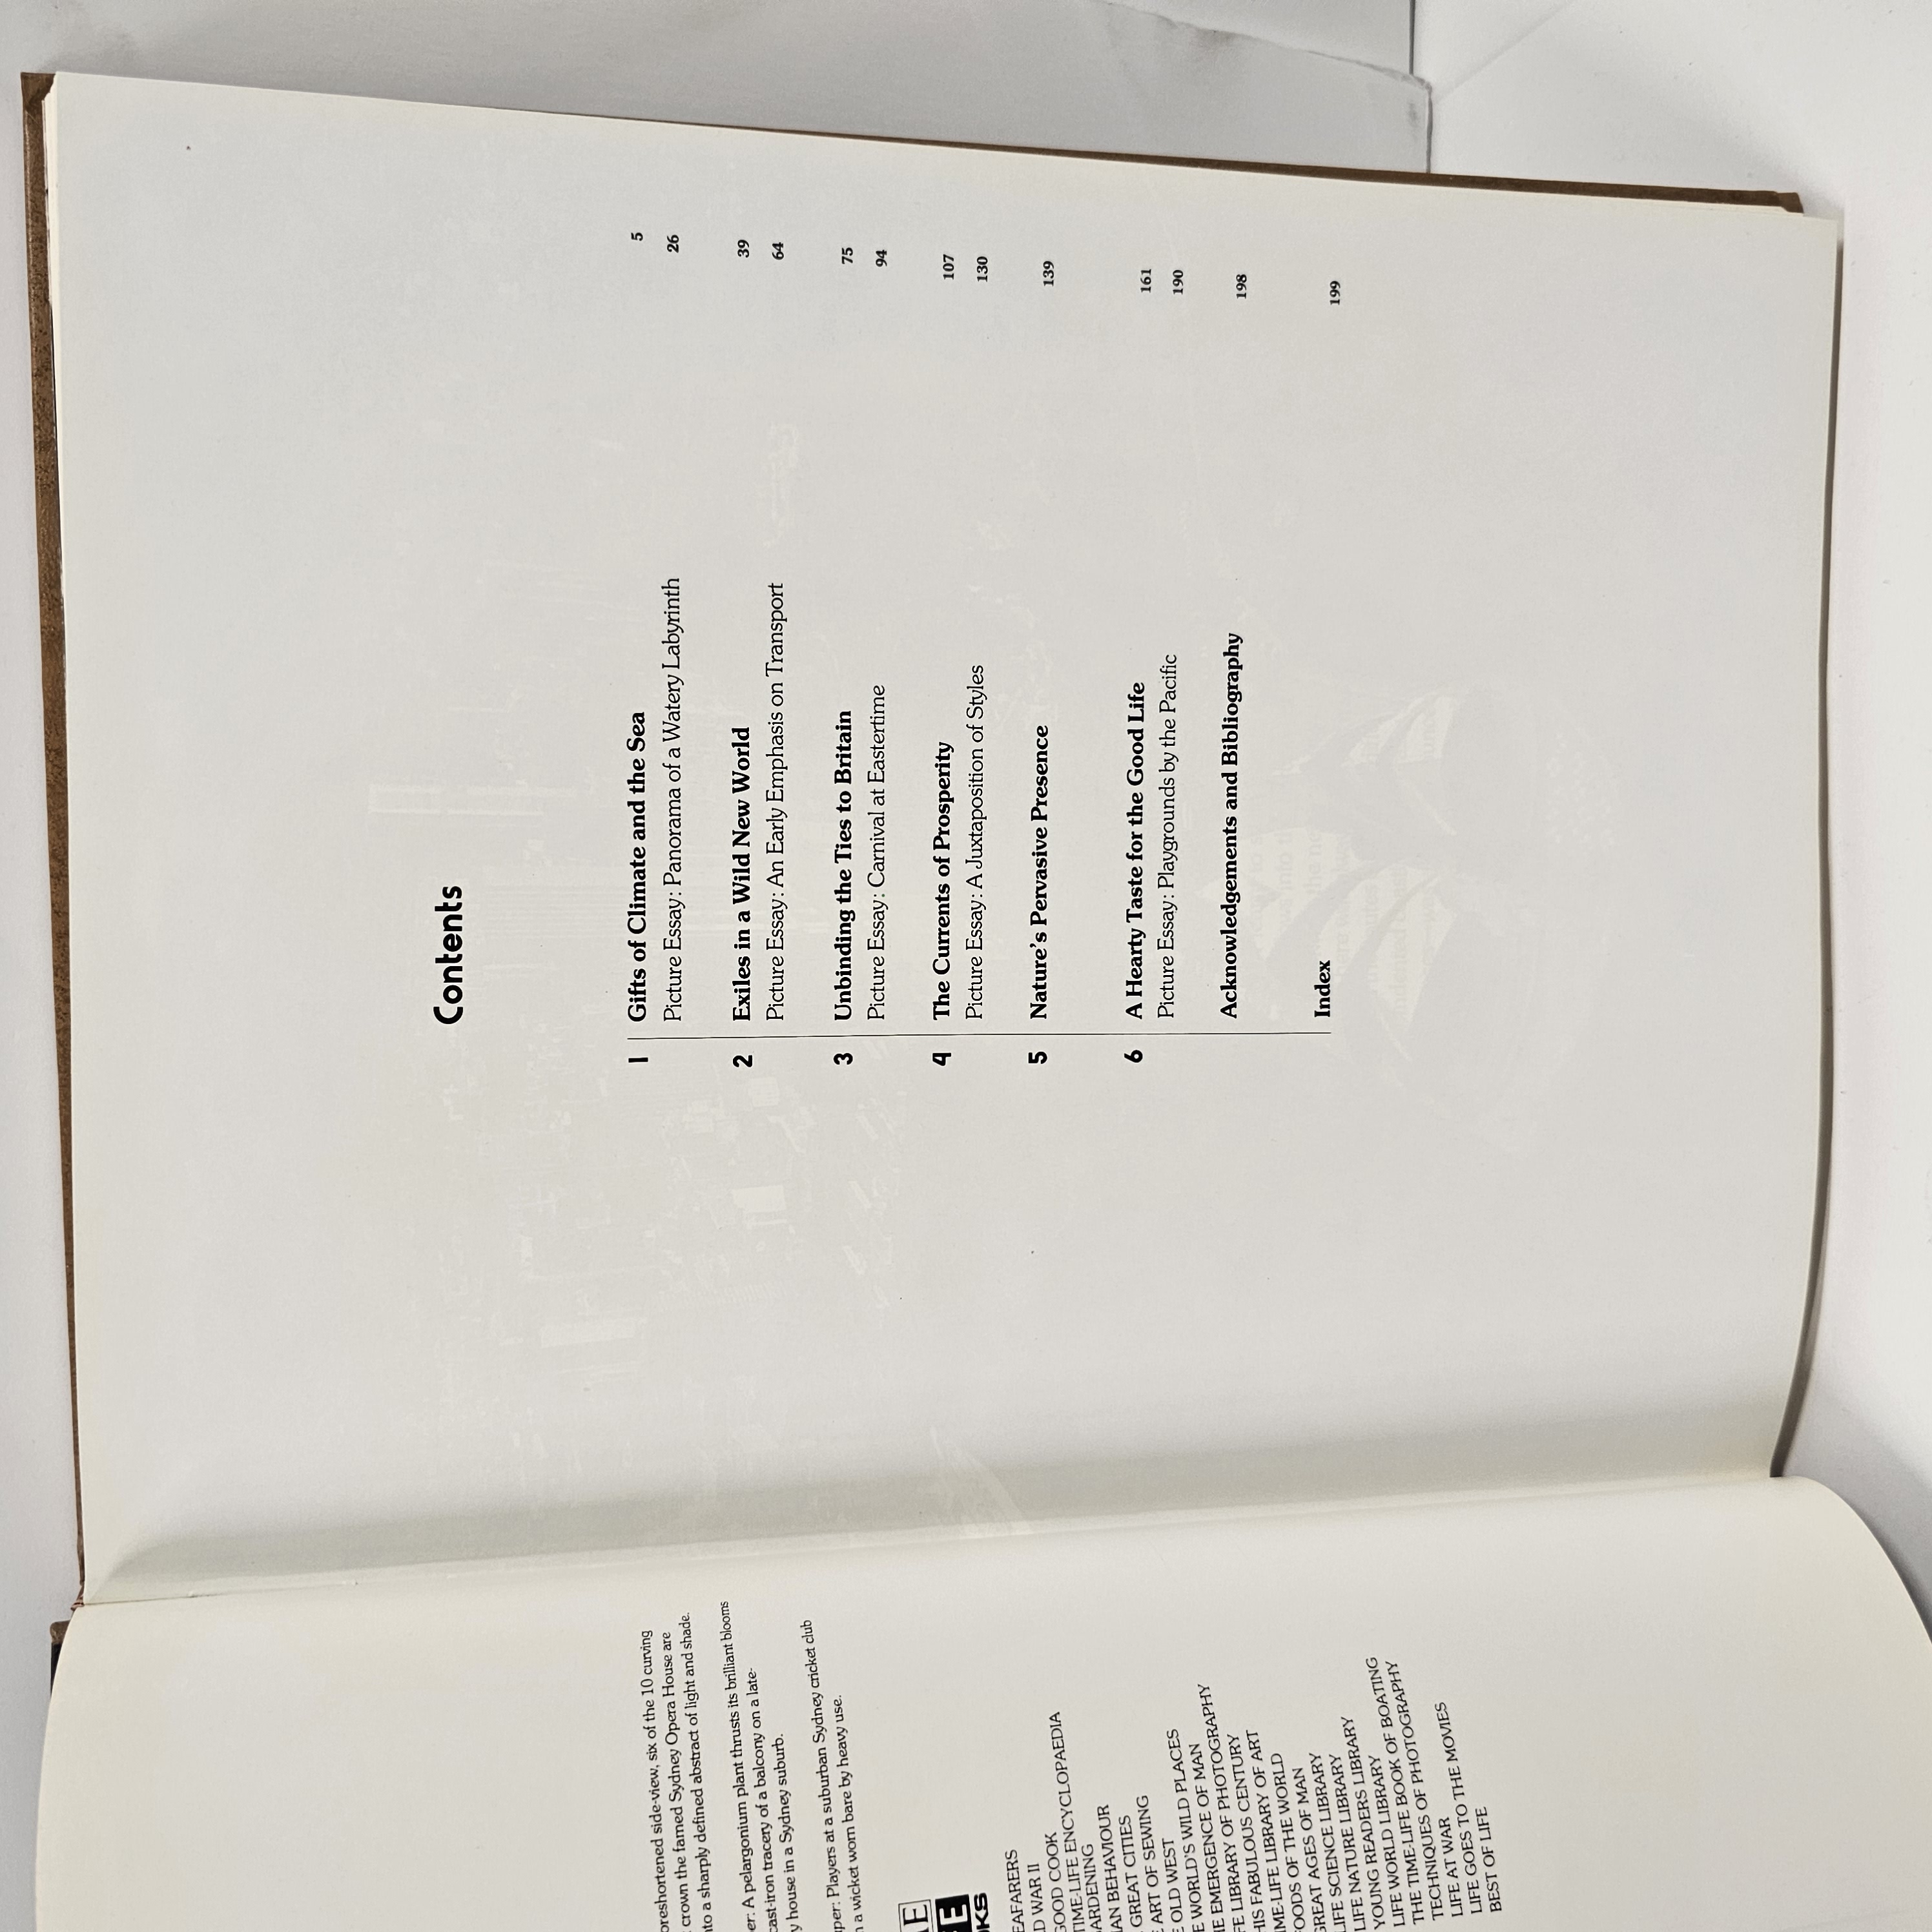 oreshortened side-view, six of the 10 curving
crown the famed Sydney Opera House are
nto a sharply defined abstract of light and shade.
er: A pelargonium plant thrusts its brilliant blooms
cast-iron tracery of a balcony on a late-
y house in a Sydney suburb.
per: Players at a suburban Sydney cricket club
n a wicket worn bare by heavy use.
ME
FE
OKS
EAFARERS
D WAR II
GOOD COOK
TIME-LIFE ENCYCLOPAEDIA
ARDENING
AN BEHAVIOUR
GREAT CITIES
E ART OF SEWING
E OLD WEST
E WORLD'S WILD PLACES
HE EMERGENCE OF MAN
FE LIBRARY OF PHOTOGRAPHY
HIS FABULOUS CENTURY
IME-LIFE LIBRARY OF ART
FOODS OF THE WORLD
GREAT AGES OF MAN
LIFE SCIENCE LIBRARY
LIFE NATURE LIBRARY
YOUNG READERS LIBRARY
LIFE WORLD LIBRARY
THE TIME-LIFE BOOK OF BOATING
TECHNIQUES OF PHOTOGRAPHY
LIFE AT WAR
LIFE GOES TO THE MOVIES
BEST OF LIFE
Contents
1 Gifts of Climate and the Sea 5
Picture Essay: Panorama of a Watery Labyrinth 26
2 Exiles in a Wild New World 39
Picture Essay: An Early Emphasis on Transport 64
3 Unbinding the Ties to Britain 75
Picture Essay: Carnival at Eastertime 94
4 The Currents of Prosperity 107
Picture Essay: A Juxtaposition of Styles 130
5 Nature's Pervasive Presence 139
6 A Hearty Taste for the Good Life 161
Picture Essay: Playgrounds by the Pacific 190
Acknowledgements and Bibliography 198
Index 199